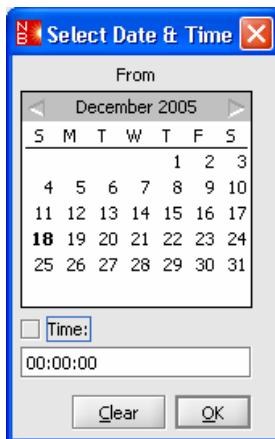 NB Select Date & Time
From
December 2005
S M T W T F S
1 2 3
4 5 6 7 8 9 10
11 12 13 14 15 16 17
18 19 20 21 22 23 24
25 26 27 28 29 30 31
Time:
00:00:00
Clear OK